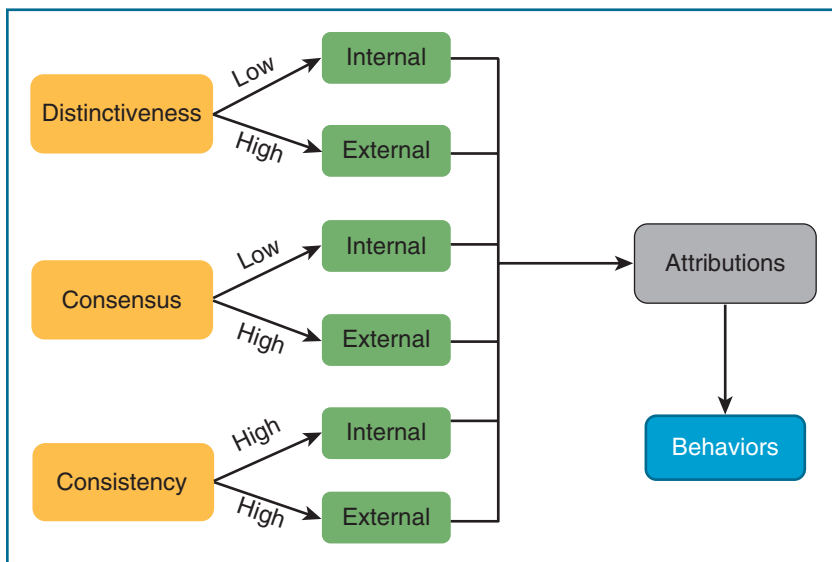 Distinctiveness
Low
High
Internal
External
Consensus
Low
High
Internal
External
Consistency
High
High
Internal
External
Attributions
Behaviors